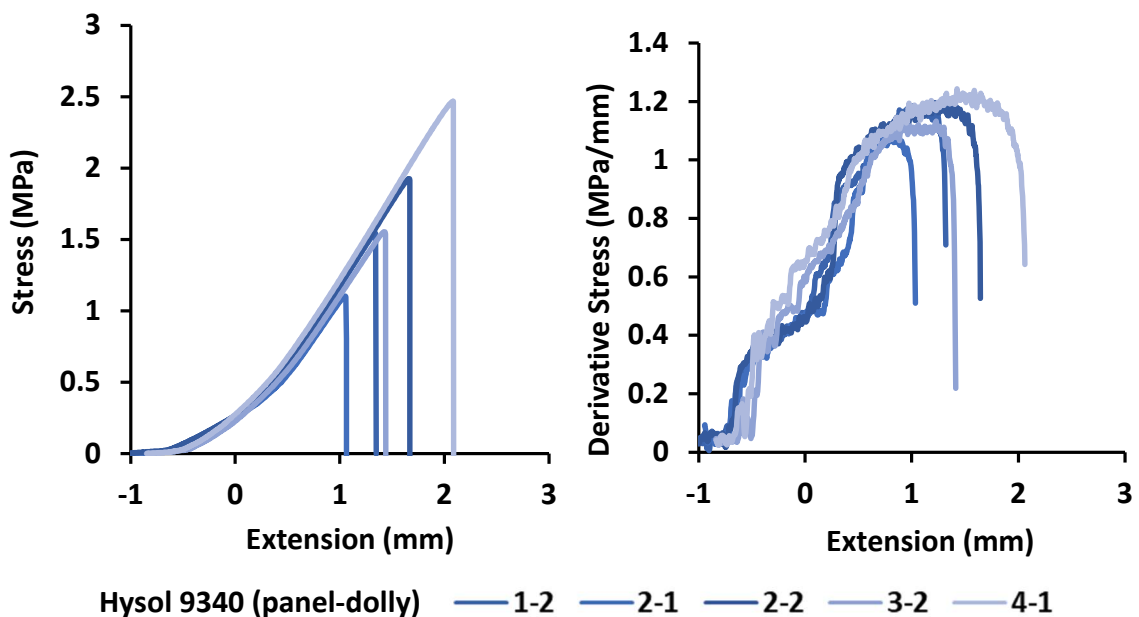 3
2.5
2
1.5
1
0.5
0
-1 0 1 2 3
Stress (MPa)
Extension (mm)
1.4
1.2
1
0.8
0.6
0.4
0.2
0
-1 0 1 2 3
Derivative Stress (MPa/mm)
Extension (mm)
Hysol 9340 (panel-dolly) 1-2 2-1 2-2 3-2 4-1